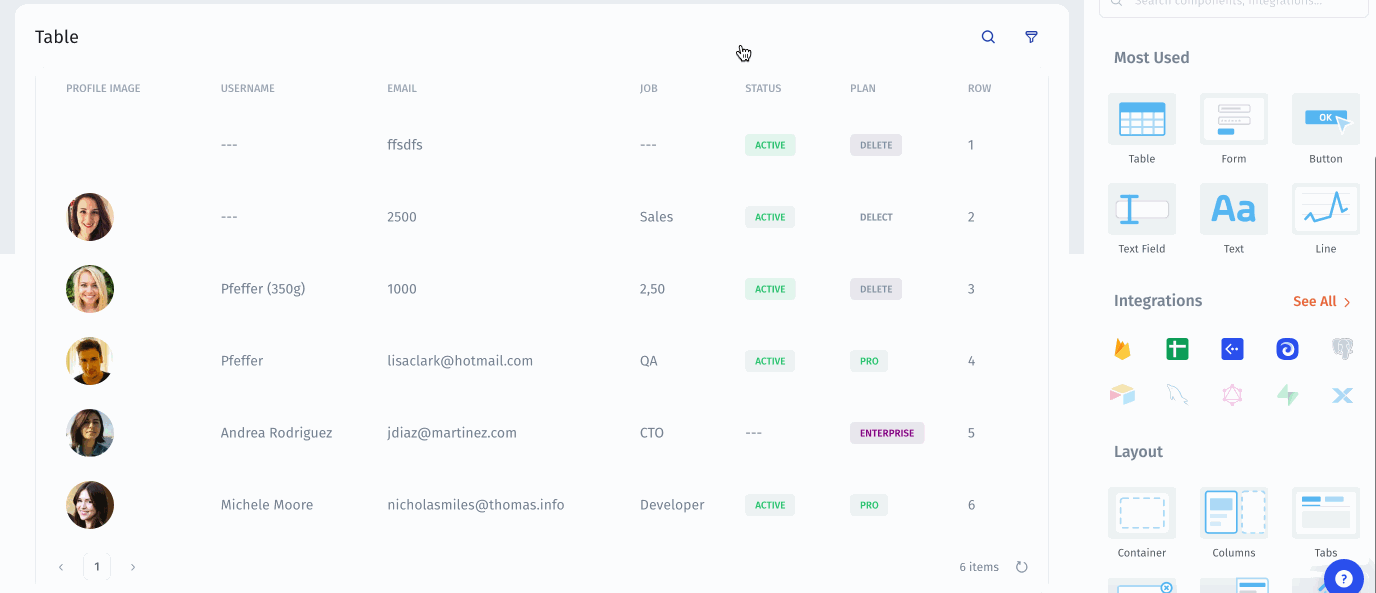 Search components, integrations...
Table
PROFILE IMAGE USERNAME EMAIL JOB STATUS PLAN ROW
--- ffsdfs --- ACTIVE DELETE 1
--- 2500 Sales ACTIVE DELECT 2
Pfeffer (350g) 1000 2,50 ACTIVE DELETE 3
Pfeffer lisaclark@hotmail.com QA ACTIVE PRO 4
Andrea Rodriguez jdiaz@martinez.com CTO --- ENTERPRISE 5
Michele Moore nicholasmiles@thomas.info Developer ACTIVE PRO 6
‹ 1 › 6 items
Most Used
OK
Table Form Button
Aa
Text Field Text Line
Integrations See All >
Layout
Container Columns Tabs
?